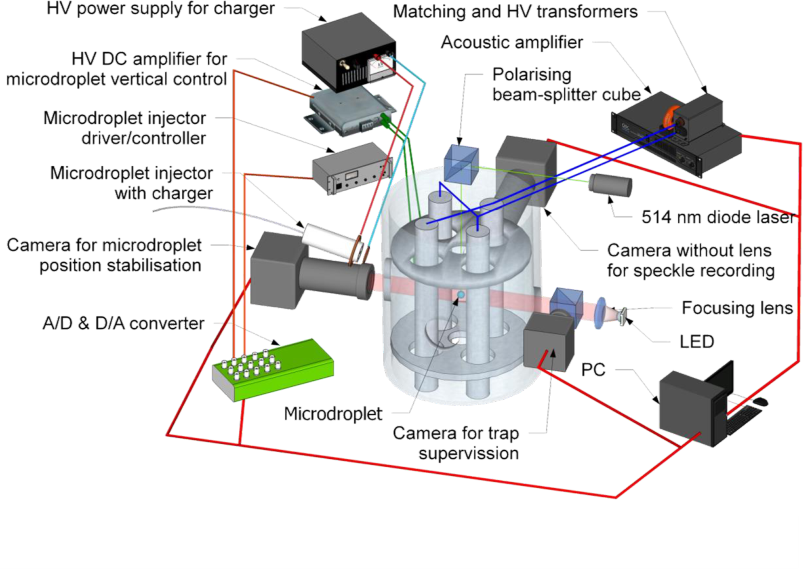 HV power supply for charger
Matching and HV transformers
Acoustic amplifier
HV DC amplifier for
microdroplet vertical control
Polarising
beam-splitter cube
Microdroplet injector
driver/controller
Microdroplet injector
with charger
514 nm diode laser
Camera for microdroplet
position stabilisation
Camera without lens
for speckle recording
Focusing lens
A/D & D/A converter
LED
PC
Microdroplet
Camera for trap
supervission